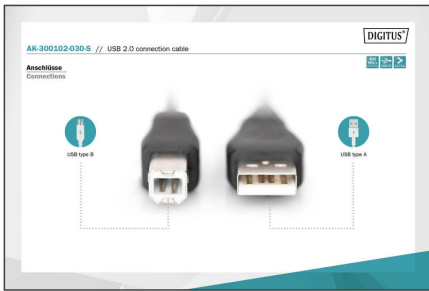 DIGITUS®
AK-300102-030-S // USB 2.0 connection cable
Anschlüsse
Connections
USB type B
USB type A